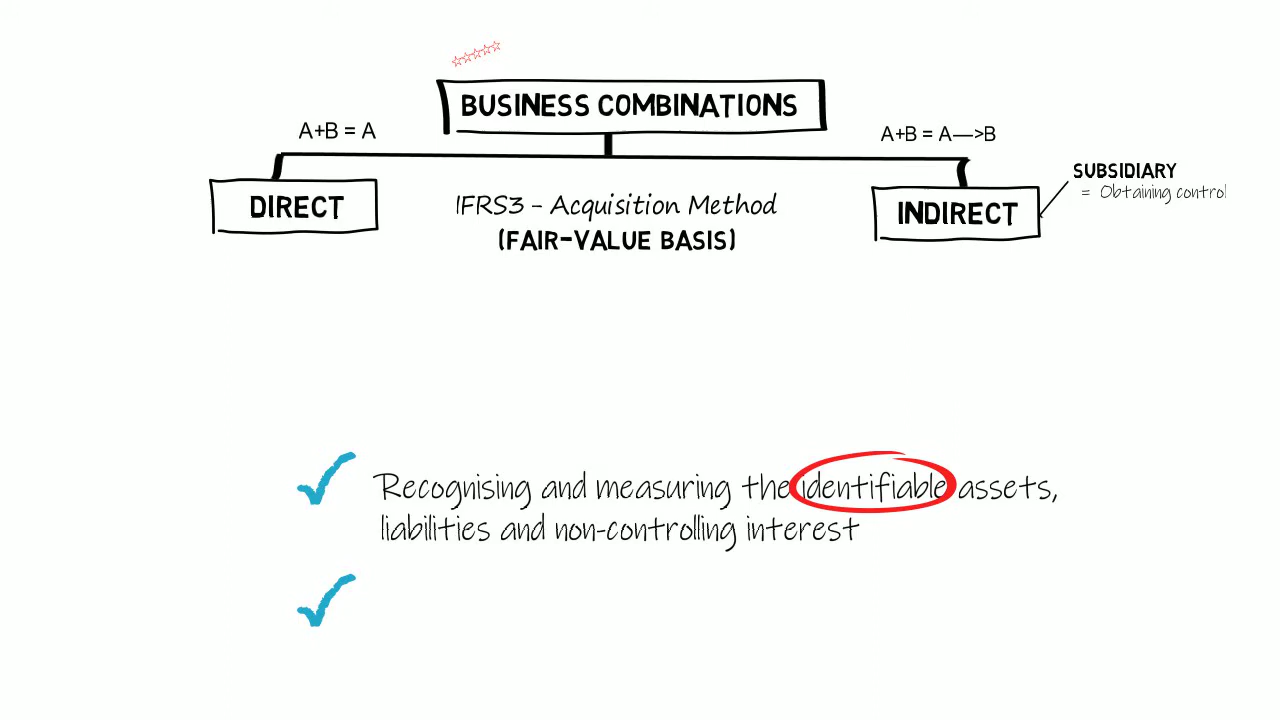 BUSINESS COMBINATIONS
A+B = A
A+B = A—>B
SUBSIDIARY
= Obtaining control
DIRECT
IFRS3 - Acquisition Method
INDIRECT
(FAIR-VALUE BASIS)
Recognising and measuring the identifiable assets,
liabilities and non-controlling interest